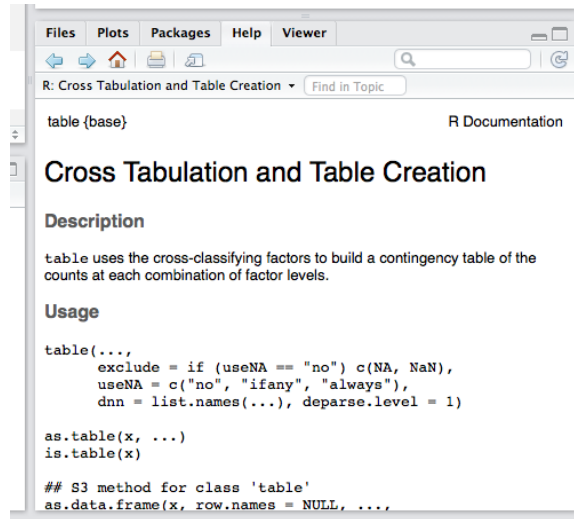 Files Plots Packages Help Viewer
R: Cross Tabulation and Table Creation Find in Topic
table {base} R Documentation
Cross Tabulation and Table Creation
Description
table uses the cross-classifying factors to build a contingency table of the
counts at each combination of factor levels.
Usage
table(...,
      exclude = if (useNA == "no") c(NA, NaN),
      useNA = c("no", "ifany", "always"),
      dnn = list.names(...), deparse.level = 1)
as.table(x, ...)
is.table(x)
## S3 method for class 'table'
as.data.frame(x, row.names = NULL, ...,